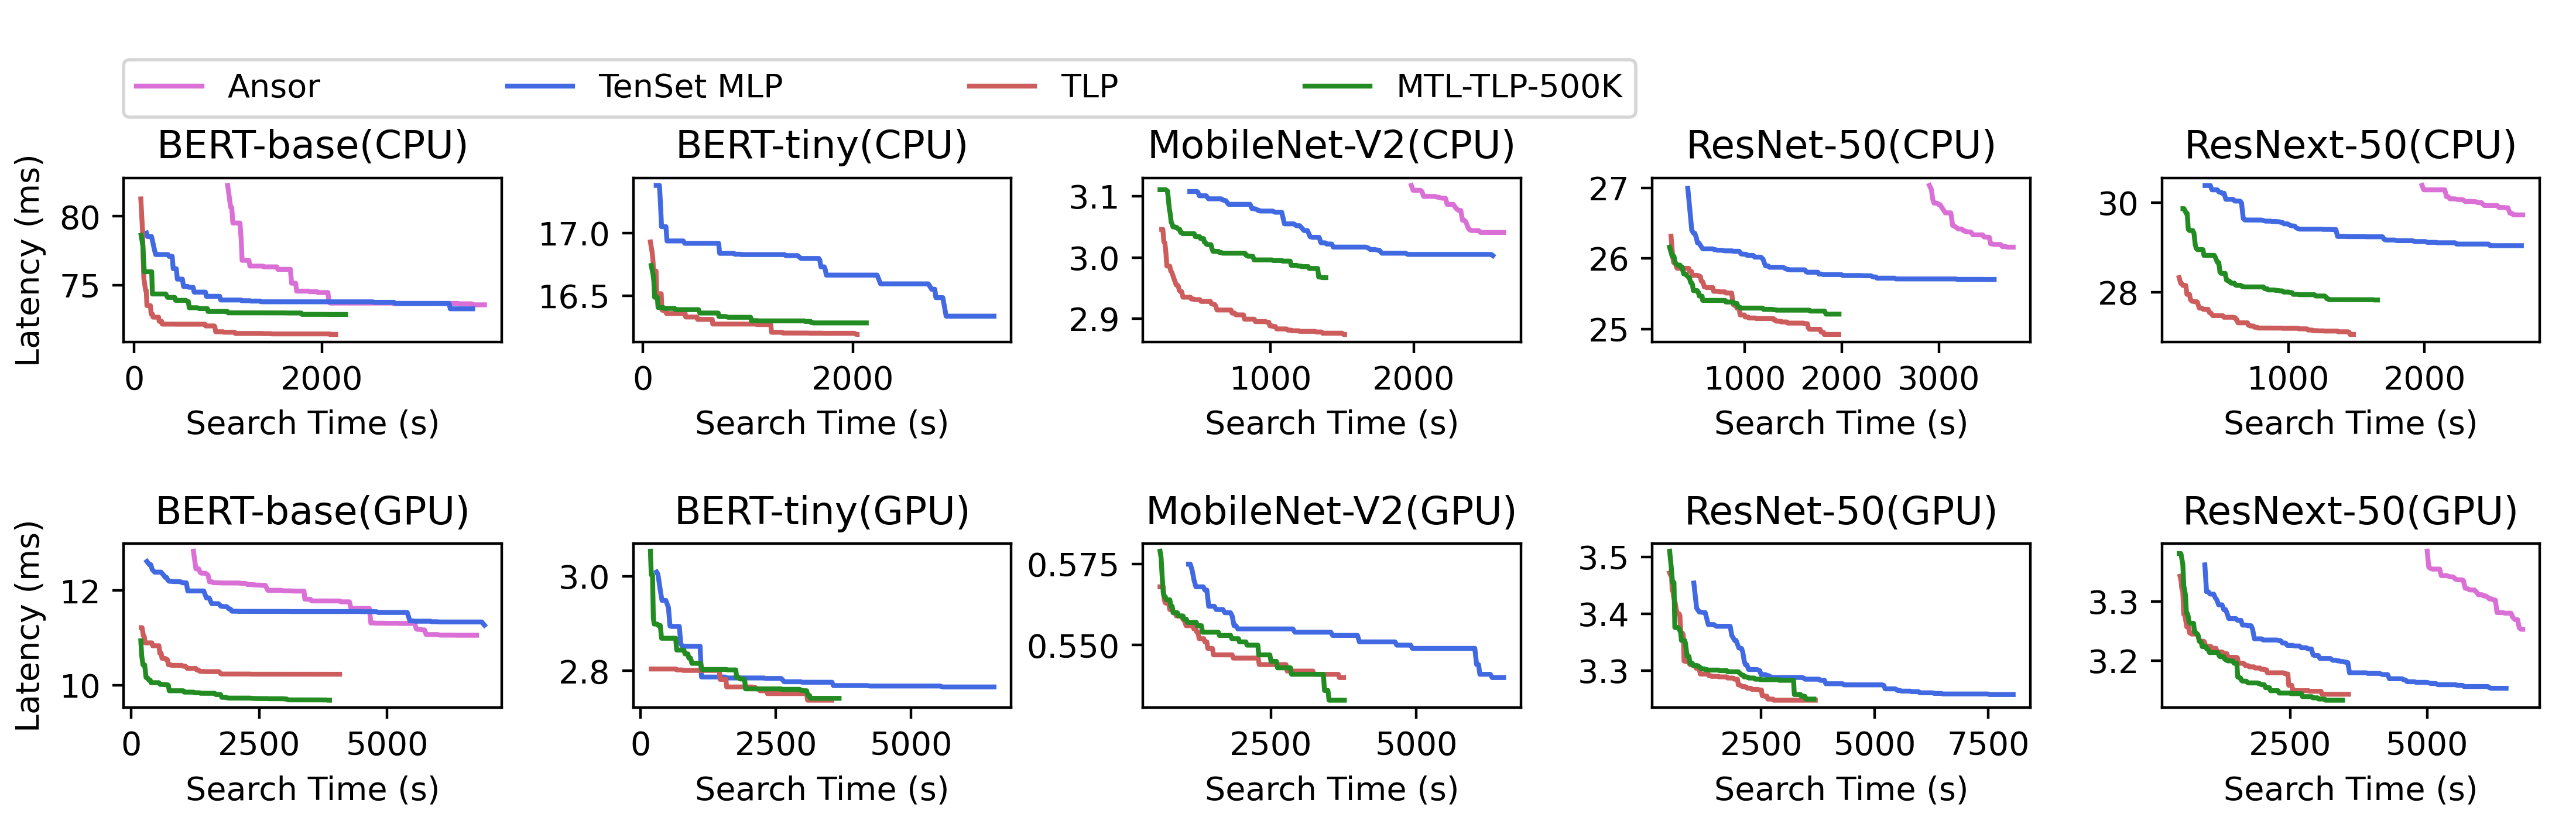 Ansor TenSet MLP TLP MTL-TLP-500K
BERT-base(CPU) BERT-tiny(CPU) MobileNet-V2(CPU) ResNet-50(CPU) ResNext-50(CPU)
Latency (ms)
80
75
0 2000
Search Time (s)
17.0
16.5
0 2000
Search Time (s)
3.1
3.0
2.9
1000 2000
Search Time (s)
27
26
25
1000 2000 3000
Search Time (s)
30
28
1000 2000
Search Time (s)
BERT-base(GPU) BERT-tiny(GPU) MobileNet-V2(GPU) ResNet-50(GPU) ResNext-50(GPU)
Latency (ms)
12
10
0 2500 5000
Search Time (s)
3.0
2.8
0 2500 5000
Search Time (s)
0.575
0.550
2500 5000
Search Time (s)
3.5
3.4
3.3
2500 5000 7500
Search Time (s)
3.3
3.2
2500 5000
Search Time (s)